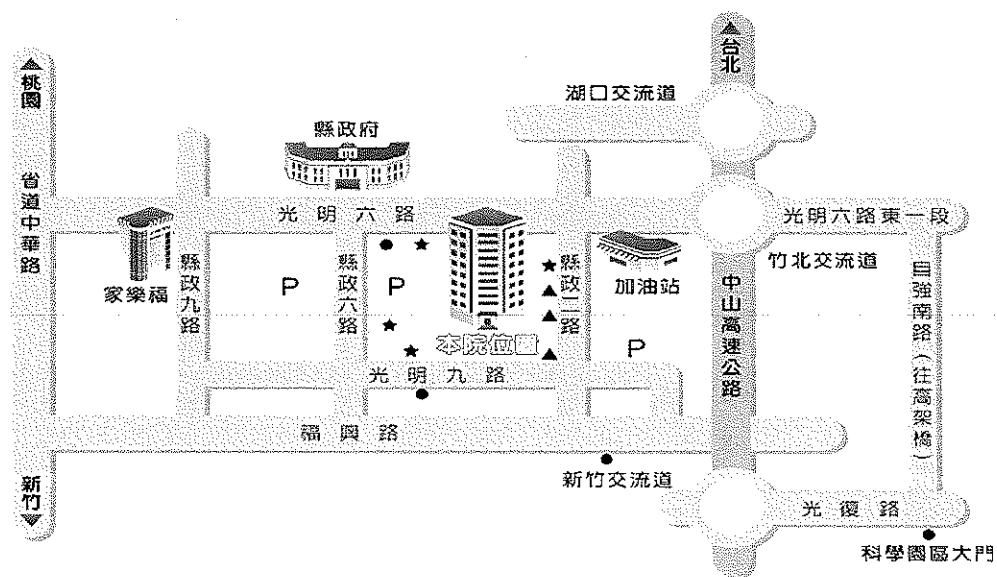 台北
桃園
湖口交流道
縣政府
省道中華路
光明六路
光明六路東一段
竹北交流道
家樂福
縣政九路
P
縣政六路
P
縣政二路
加油站
中山高速公路
自強南路(往高架橋)
本院位置
P
光明九路
福興路
新竹
新竹交流道
光復路
科學園區大門